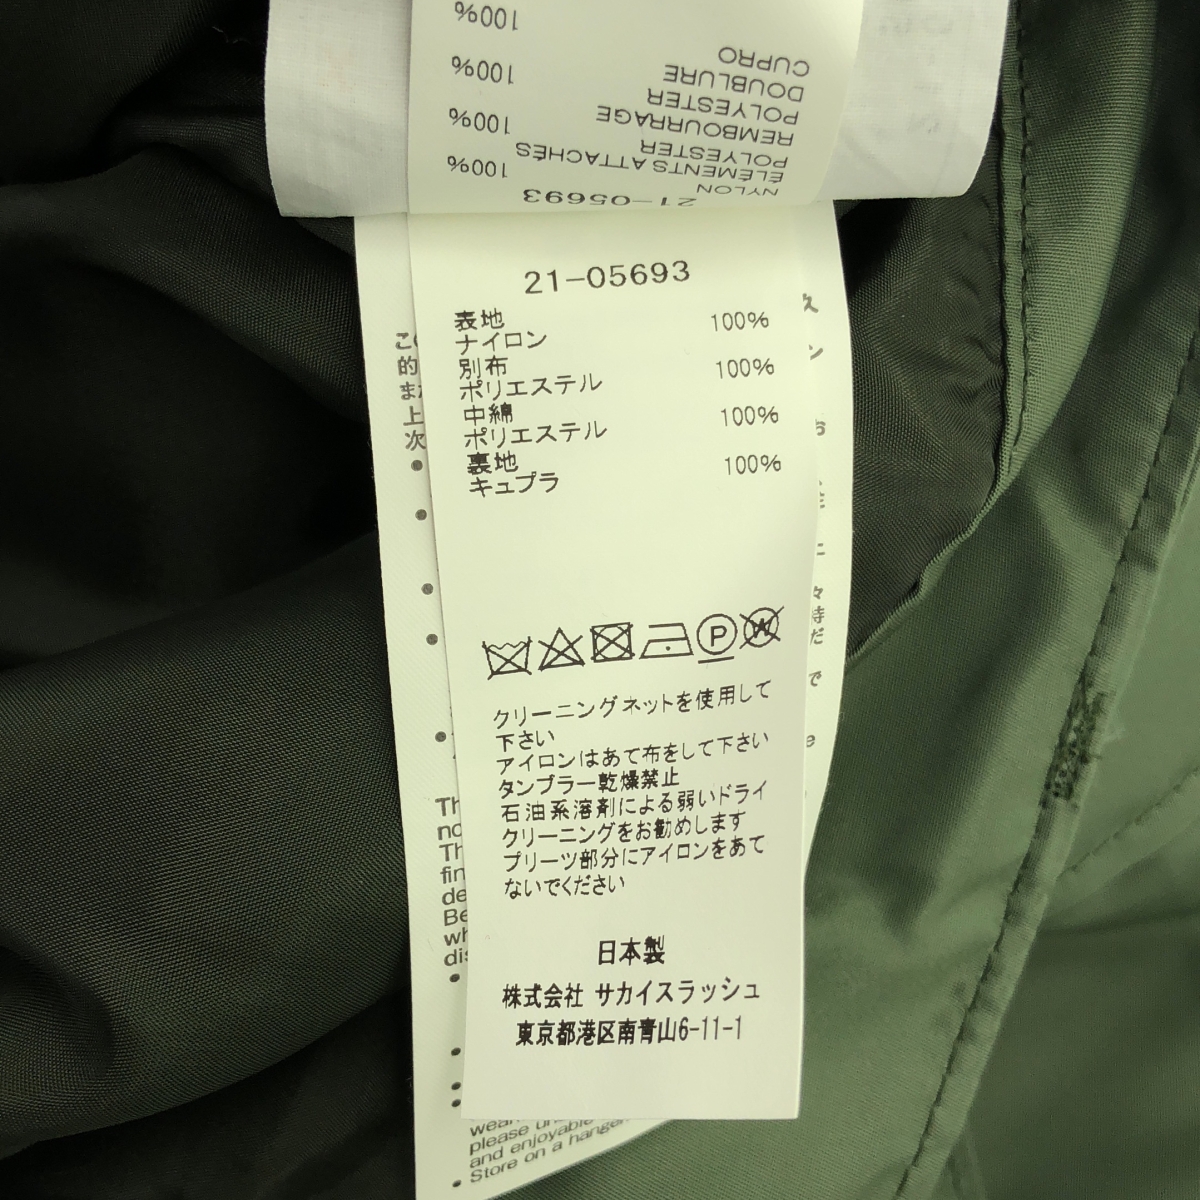 100%
CUPRO
DOUBLURE
100%
POLYESTER
REMBOURRAGE
100%
POLYESTER
ÉLÉMENTS ATTACHÉS
100%
NYLON
21-05693
21-05693
表地
ナイロン 100%
別布
ポリエステル 100%
中綿
ポリエステル 100%
裏地
キュプラ 100%
P
W
クリーニングネットを使用して
下さい
アイロンはあて布をして下さい
タンブラー乾燥禁止
石油系溶剤による弱いドライ
クリーニングをお勧めします
プリーツ部分にアイロンをあて
ないでください
日本製
株式会社 サカイスラッシュ
東京都港区南青山6-11-1
please
and enjoyable
• Store on a hanger